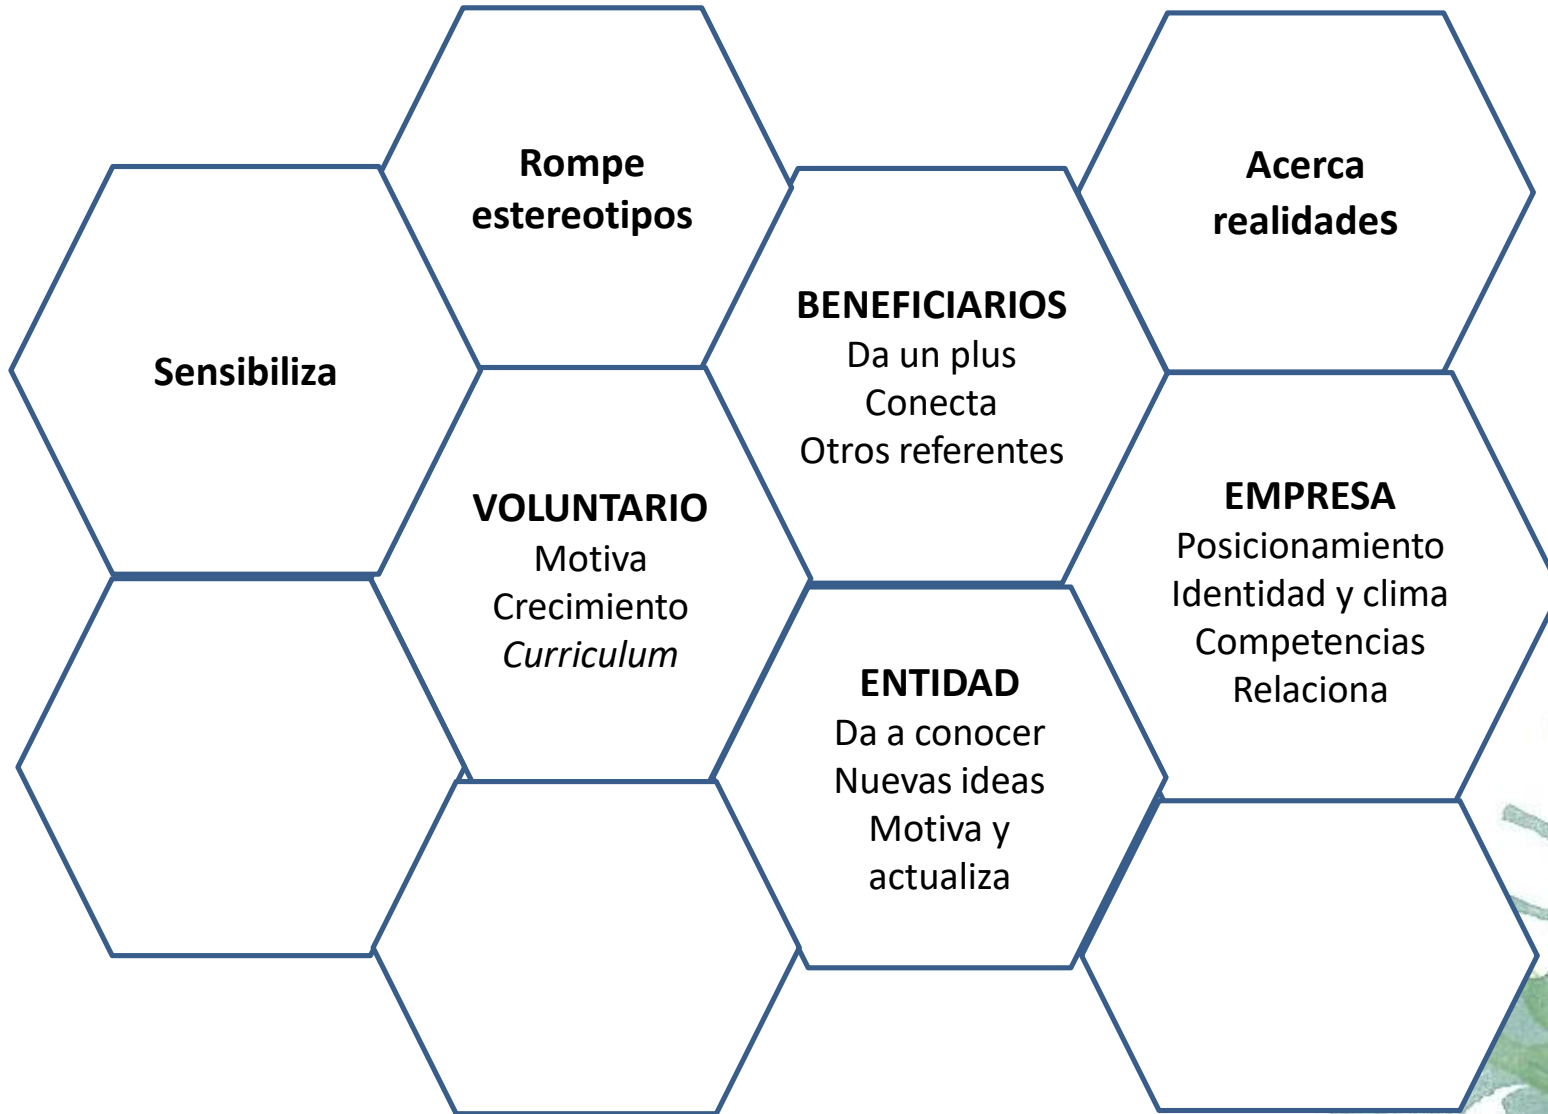 Rompe
estereotipos
Acerca
realidades
Sensibiliza
BENEFICIARIOS
Da un plus
Conecta
Otros referentes
VOLUNTARIO
Motiva
Crecimiento
Curriculum
EMPRESA
Posicionamiento
Identidad y clima
Competencias
Relaciona
ENTIDAD
Da a conocer
Nuevas ideas
Motiva y
actualiza